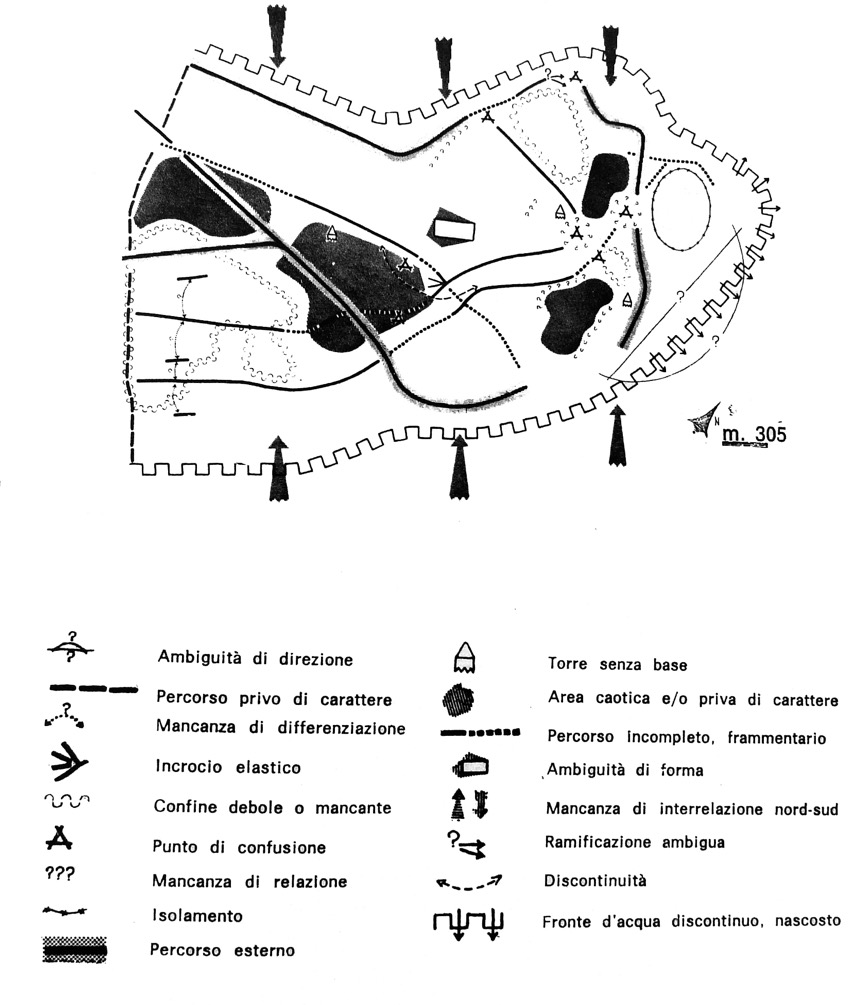 ?
?
?
N
m. 305
?
?
Ambiguità di direzione
Percorso privo di carattere
?
Mancanza di differenziazione
Incrocio elastico
Confine debole o mancante
Punto di confusione
???
Mancanza di relazione
Isolamento
Percorso esterno
Torre senza base
Area caotica e/o priva di carattere
Percorso incompleto, frammentario
Ambiguità di forma
Mancanza di interrelazione nord-sud
?
Ramificazione ambigua
Discontinuità
Fronte d'acqua discontinuo, nascosto